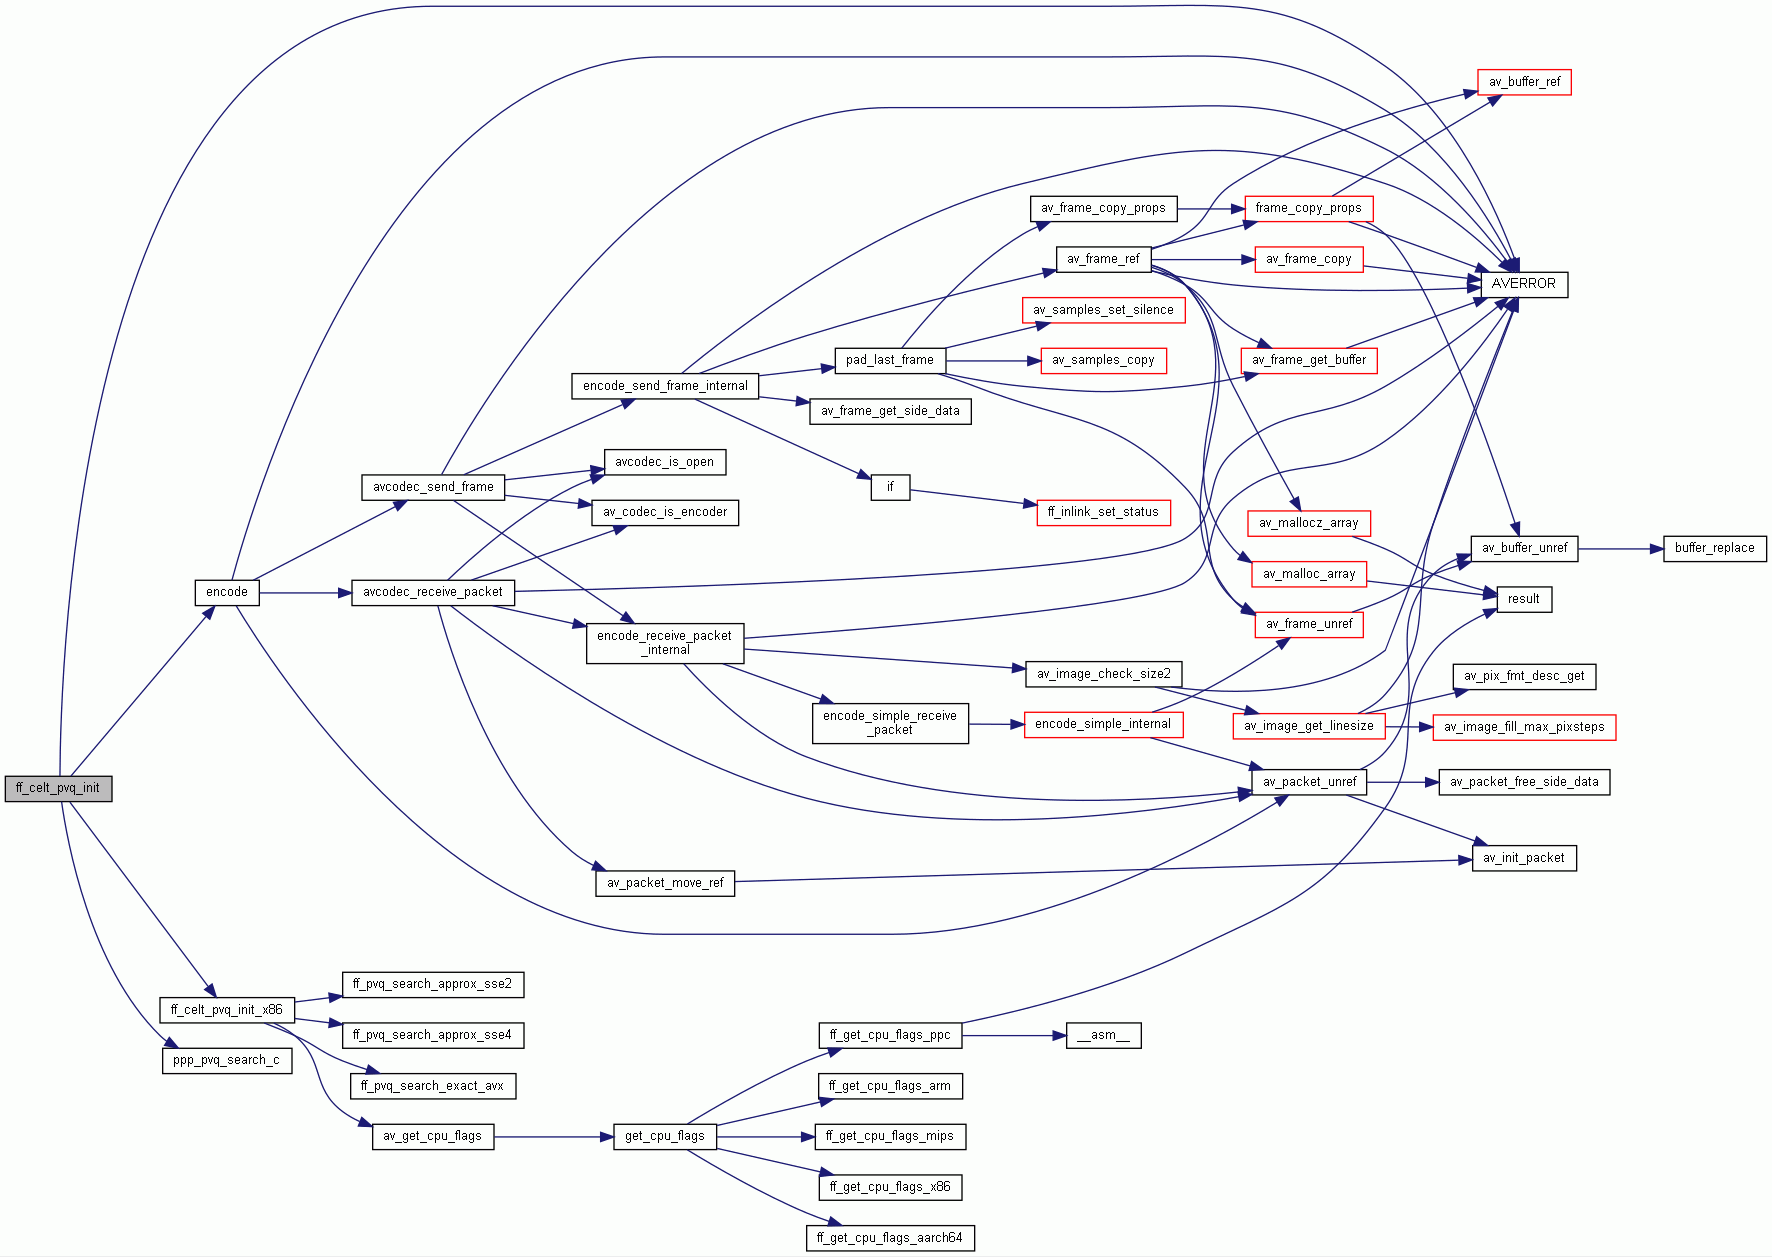 av_buffer_ref
av_frame_copy_props
frame_copy_props
av_frame_ref
av_frame_copy
AVERROR
av_samples_set_silence
pad_last_frame
av_samples_copy
av_frame_get_buffer
encode_send_frame_internal
av_frame_get_side_data
avcodec_is_open
avcodec_send_frame
if
av_codec_is_encoder
ff_inlink_set_status
av_mallocz_array
av_buffer_unref
buffer_replace
av_malloc_array
encode
avcodec_receive_packet
result
av_frame_unref
encode_receive_packet
_internal
av_image_check_size2
av_pix_fmt_desc_get
encode_simple_receive
_packet
encode_simple_internal
av_image_get_linesize
av_image_fill_max_pixsteps
ff_celt_pvq_init
av_packet_unref
av_packet_free_side_data
av_init_packet
av_packet_move_ref
ff_pvq_search_approx_sse2
ff_celt_pvq_init_x86
ff_pvq_search_approx_sse4
ff_get_cpu_flags_ppc
__asm__
ppp_pvq_search_c
ff_pvq_search_exact_avx
ff_get_cpu_flags_arm
av_get_cpu_flags
get_cpu_flags
ff_get_cpu_flags_mips
ff_get_cpu_flags_x86
ff_get_cpu_flags_aarch64